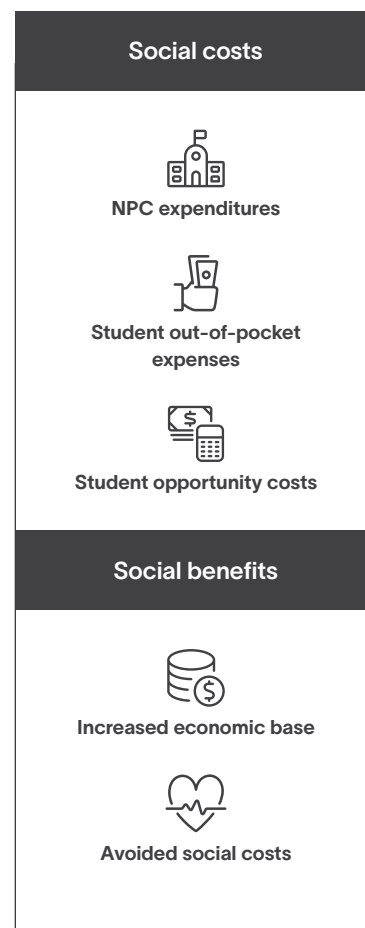 Social costs
NPC expenditures
$
Student out-of-pocket
expenses
$
Student opportunity costs
Social benefits
$
Increased economic base
Avoided social costs